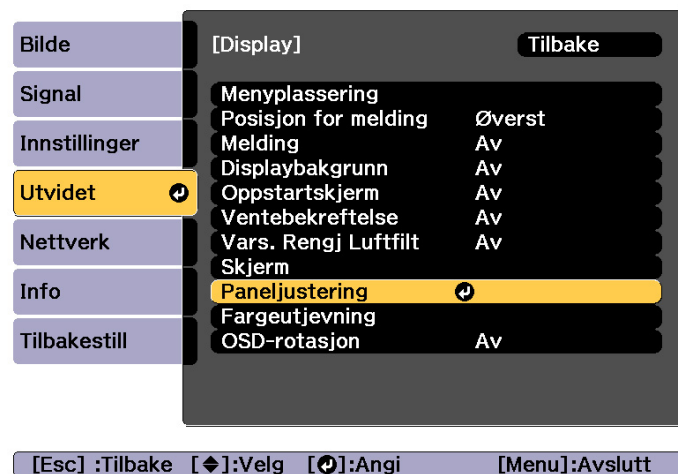 Bilde
Signal
Innstillinger
Utvidet
Nettverk
Info
Tilbakestill
[Display] Tilbake
Menyplassering
Posisjon for melding Øverst
Melding Av
Displaybakgrunn Av
Oppstartskjerm Av
Ventebekreftelse Av
Vars. Rengj Luftfilt Av
Skjerm
Paneljustering
Fargeutjevning
OSD-rotasjon Av
[Esc] :Tilbake [◆]:Velg [↵]:Angi [Menu]:Avslutt